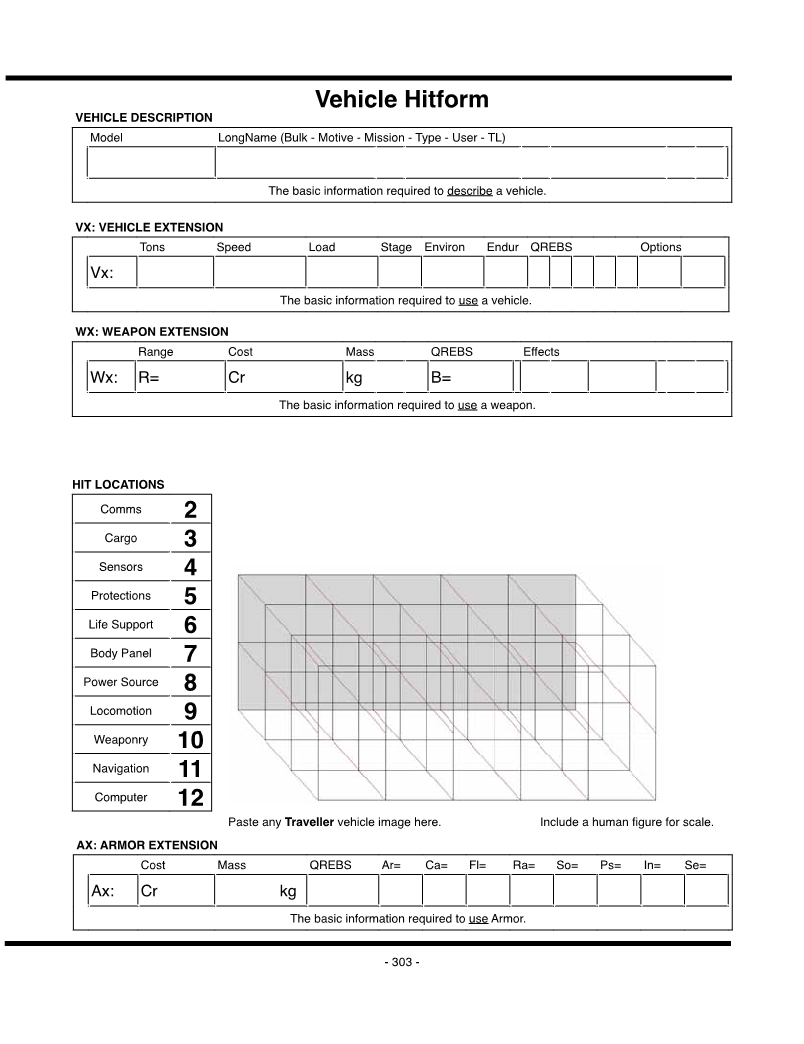 Vehicle Hitform
VEHICLE DESCRIPTION
Model LongName (Bulk - Motive - Mission - Type - User - TL)
The basic information required to describe a vehicle.
VX: VEHICLE EXTENSION
Tons Speed Load Stage Environ Endur QREBS Options
Vx:
The basic information required to use a vehicle.
WX: WEAPON EXTENSION
Range Cost Mass QREBS Effects
Wx: R= Cr kg B=
The basic information required to use a weapon.
HIT LOCATIONS
Comms 2
Cargo 3
Sensors 4
Protections 5
Life Support 6
Body Panel 7
Power Source 8
Locomotion 9
Weaponry 10
Navigation 11
Computer 12
Paste any Traveller vehicle image here. Include a human figure for scale.
AX: ARMOR EXTENSION
Cost Mass QREBS Ar= Ca= Fl= Ra= So= Ps= In= Se=
Ax: Cr kg
The basic information required to use Armor.
- 303 -